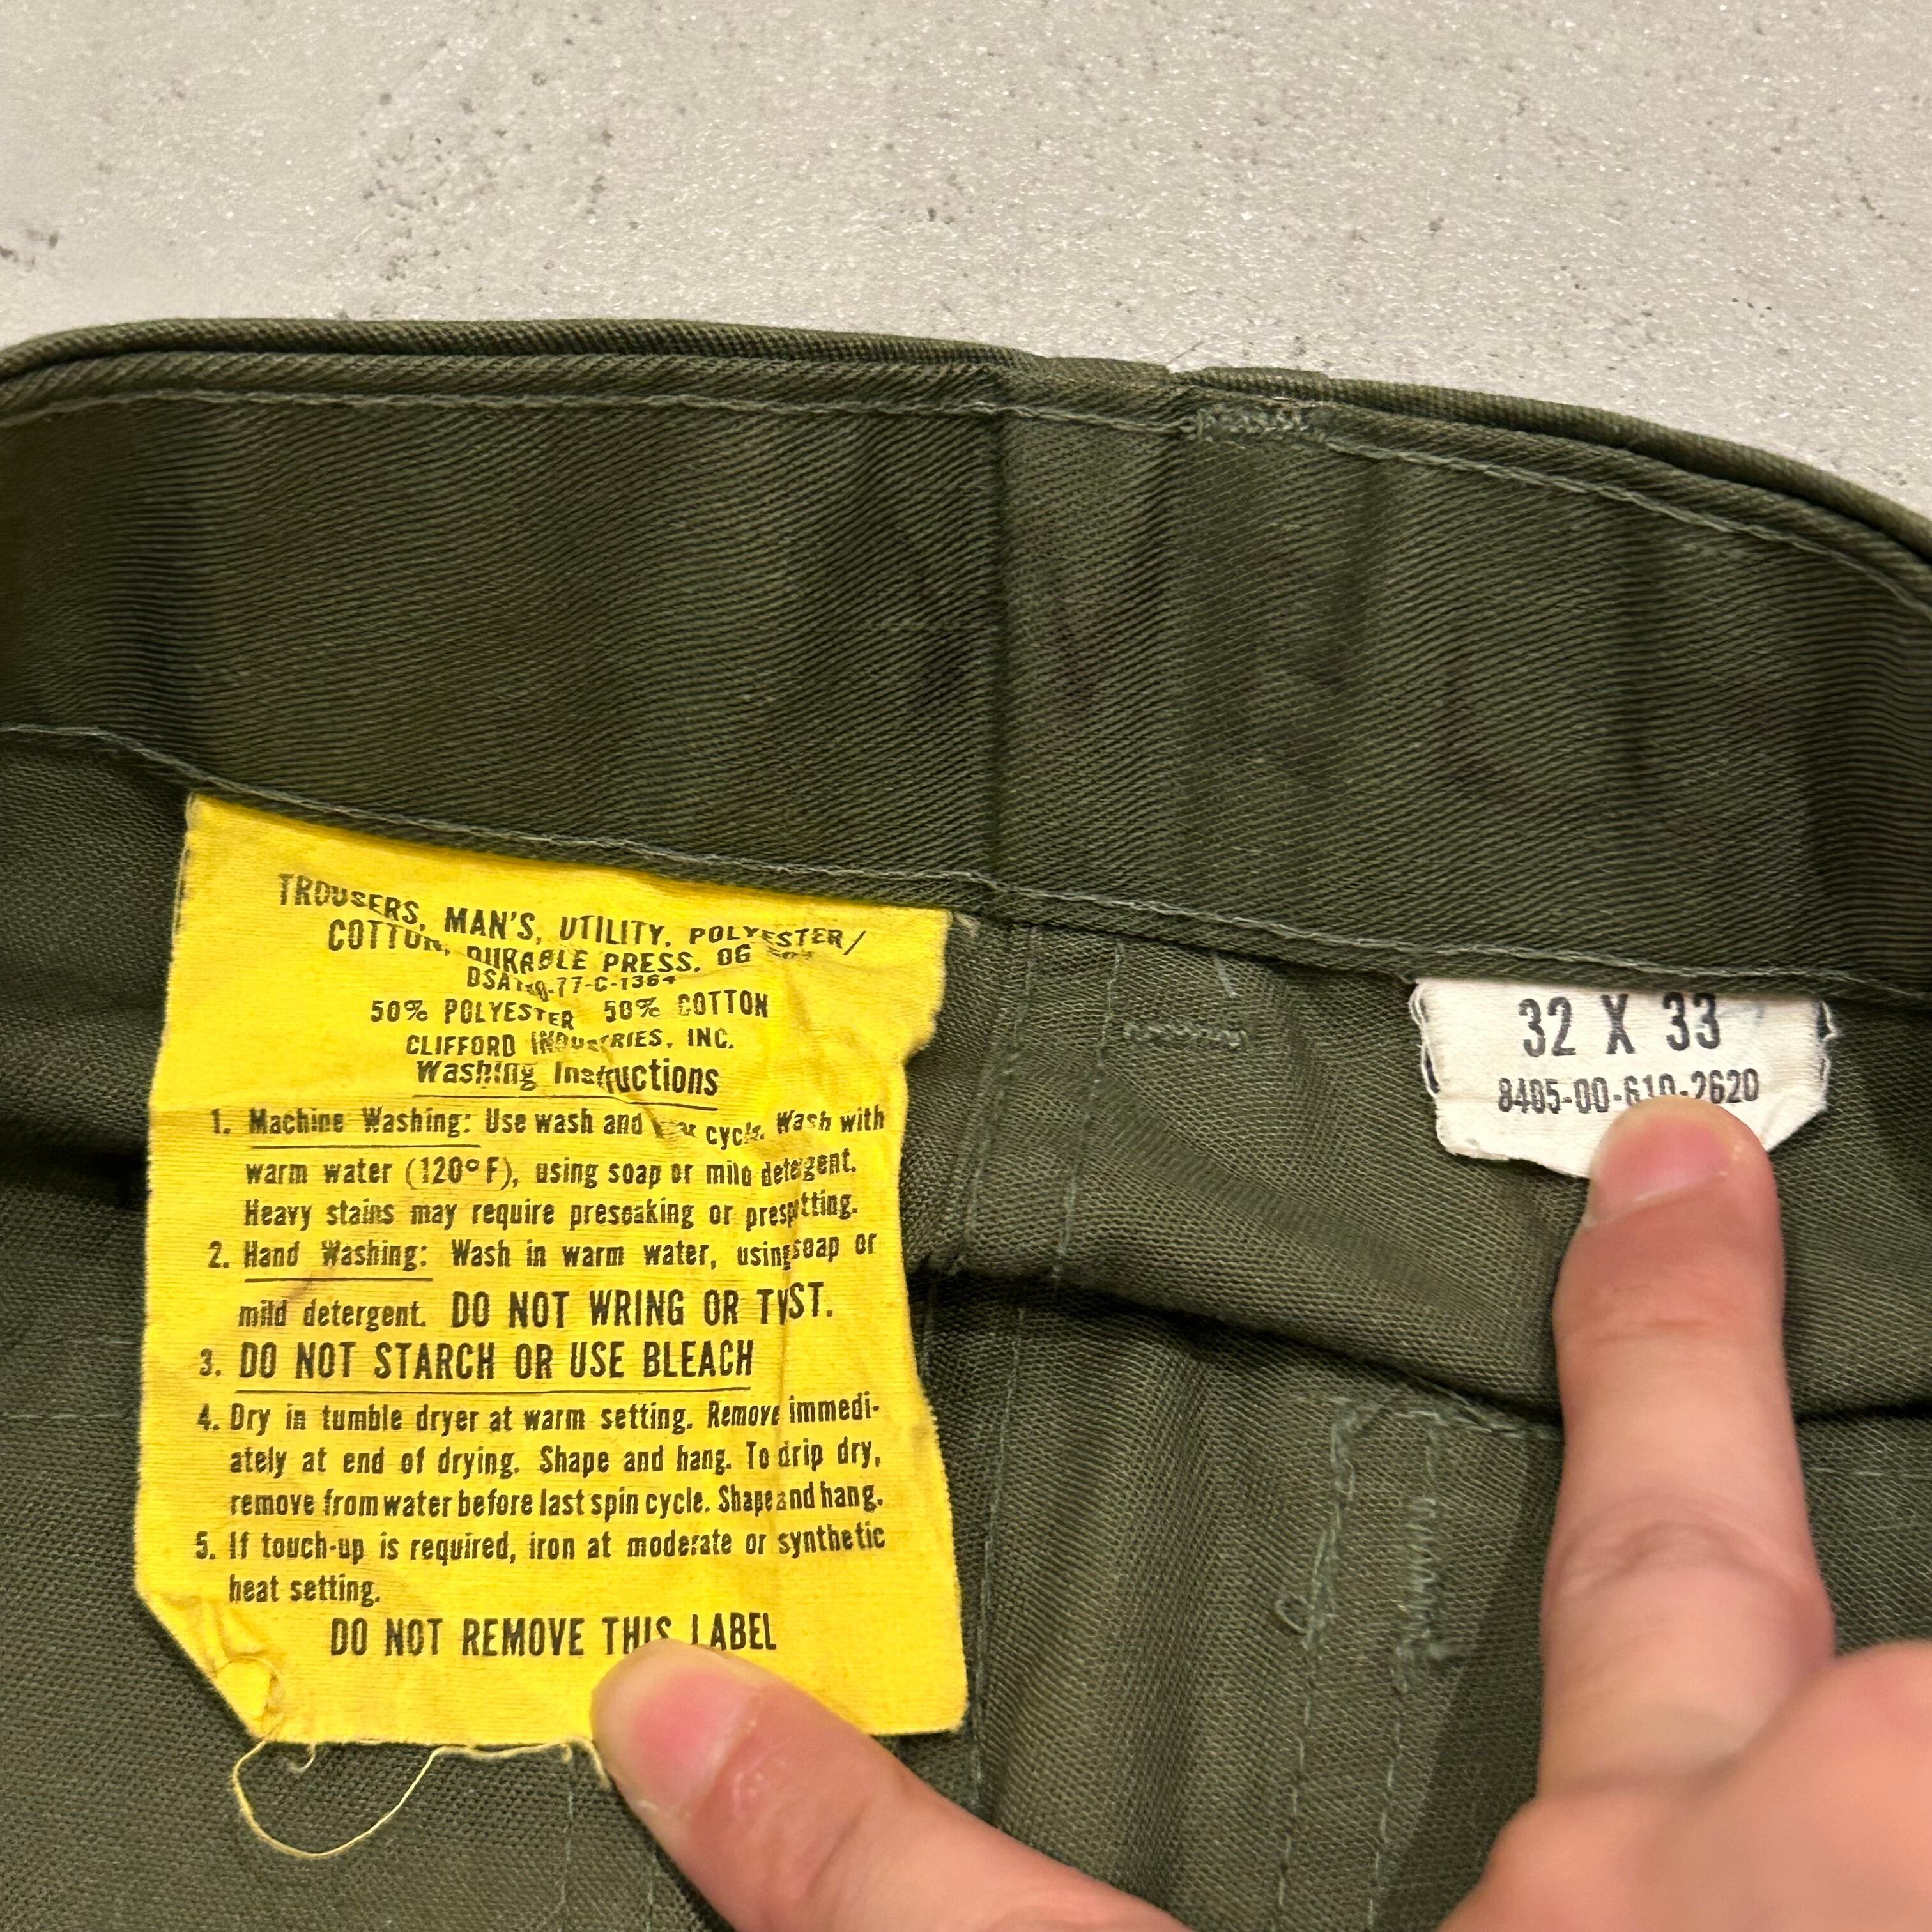 TROUSERS, MAN'S, UTILITY, POLYESTER/
COTTON, DURABLE PRESS, OG
DSA100-77-C-1364
50% POLYESTER 50% COTTON
CLIFFORD INDUSTRIES, INC.
Washing Instructions
1. Machine Washing: Use wash and cycle. Wash with
warm water (120°F), using soap or mild detergent.
Heavy stains may require presoaking or prespotting.
2. Hand Washing: Wash in warm water, using soap or
mild detergent. DO NOT WRING OR TWIST.
3. DO NOT STARCH OR USE BLEACH
4. Dry in tumble dryer at warm setting. Remove immedi-
ately at end of drying. Shape and hang. To drip dry,
remove from water before last spin cycle. Shape and hang.
5. If touch-up is required, iron at moderate or synthetic
heat setting.
DO NOT REMOVE THIS LABEL
32 X 33
8405-00-610-2620